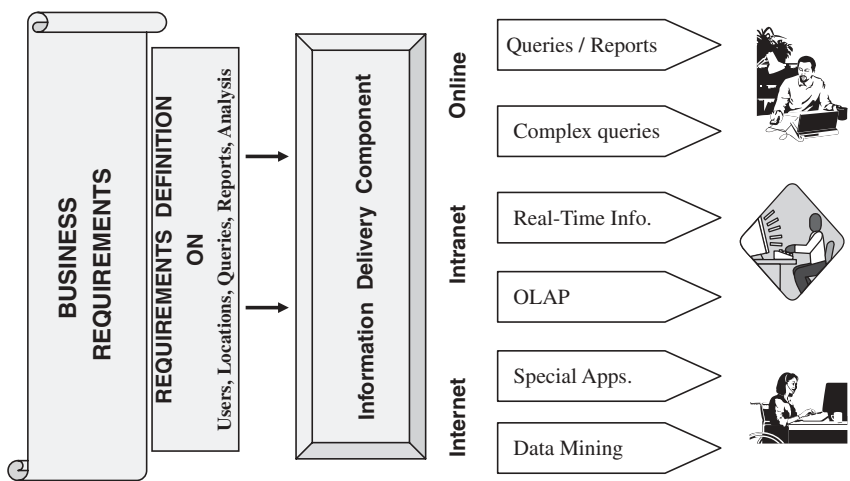 BUSINESS
REQUIREMENTS
REQUIREMENTS DEFINITION
ON
Users, Locations, Queries, Reports, Analysis
Information Delivery Component
Online
Intranet
Internet
Queries / Reports
Complex queries
Real-Time Info.
OLAP
Special Apps.
Data Mining